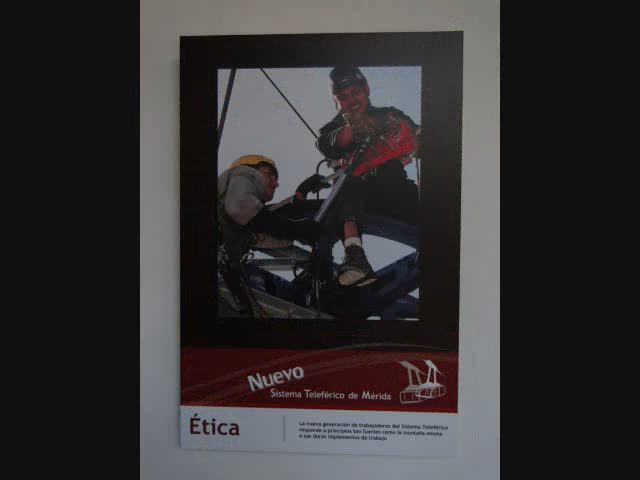 Nuevo
Sistema Teleférico de Mérida
Ética
La nueva generación de trabajadores del Sistema Teleférico
responde a principios tan fuertes como la montaña misma
o sus duros implementos de trabajo